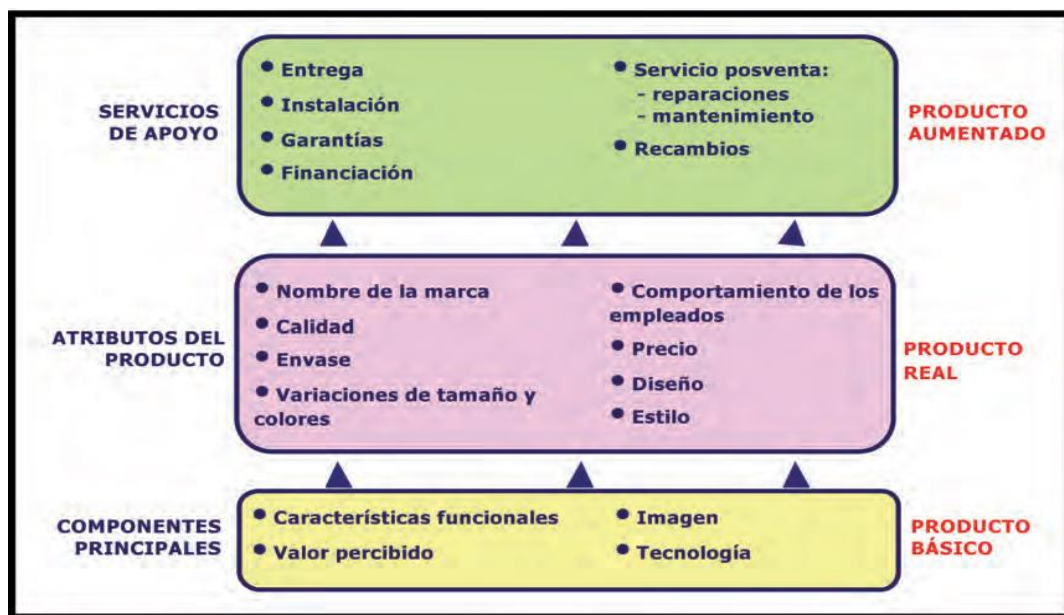 SERVICIOS
DE APOYO
• Entrega
• Instalación
• Garantías
• Financiación
• Servicio posventa:
- reparaciones
- mantenimiento
• Recambios
PRODUCTO
AUMENTADO
ATRIBUTOS DEL
PRODUCTO
• Nombre de la marca
• Calidad
• Envase
• Variaciones de tamaño y
colores
• Comportamiento de los
empleados
• Precio
• Diseño
• Estilo
PRODUCTO
REAL
COMPONENTES
PRINCIPALES
• Características funcionales
• Valor percibido
• Imagen
• Tecnología
PRODUCTO
BÁSICO